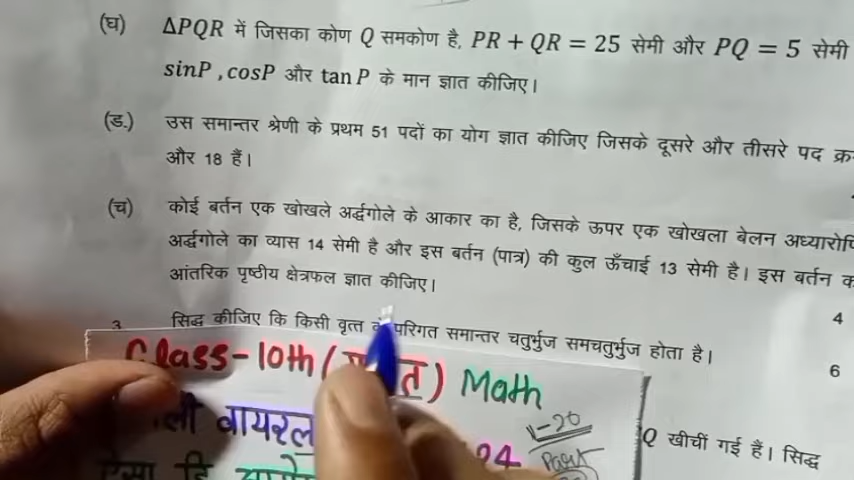 (घ) ΔPQR में जिसका कोण Q समकोण है, PR + QR = 25 सेमी और PQ = 5 सेमी
sinP , cosP और tan P के मान ज्ञात कीजिए।
(ड.) उस समान्तर श्रेणी के प्रथम 51 पदों का योग ज्ञात कीजिए जिसके दूसरे और तीसरे पद
और 18 हैं।
(च) कोई बर्तन एक खोखले अर्द्धगोले के आकार का है, जिसके ऊपर एक खोखला बेलन
अर्द्धगोले का व्यास 14 सेमी है और इस बर्तन (पात्र) की कुल ऊँचाई 13 सेमी है। इस बर्तन
आंतरिक पृष्ठीय क्षेत्रफल ज्ञात कीजिए।
4
सिद्ध कीजिए कि किसी वृत्त के परिगत समान्तर चतुर्भुज समचतुर्भुज होता है।
6
Class-10th ( Math
वायरल
Q खीचीं गई हैं। सिद्ध
Part